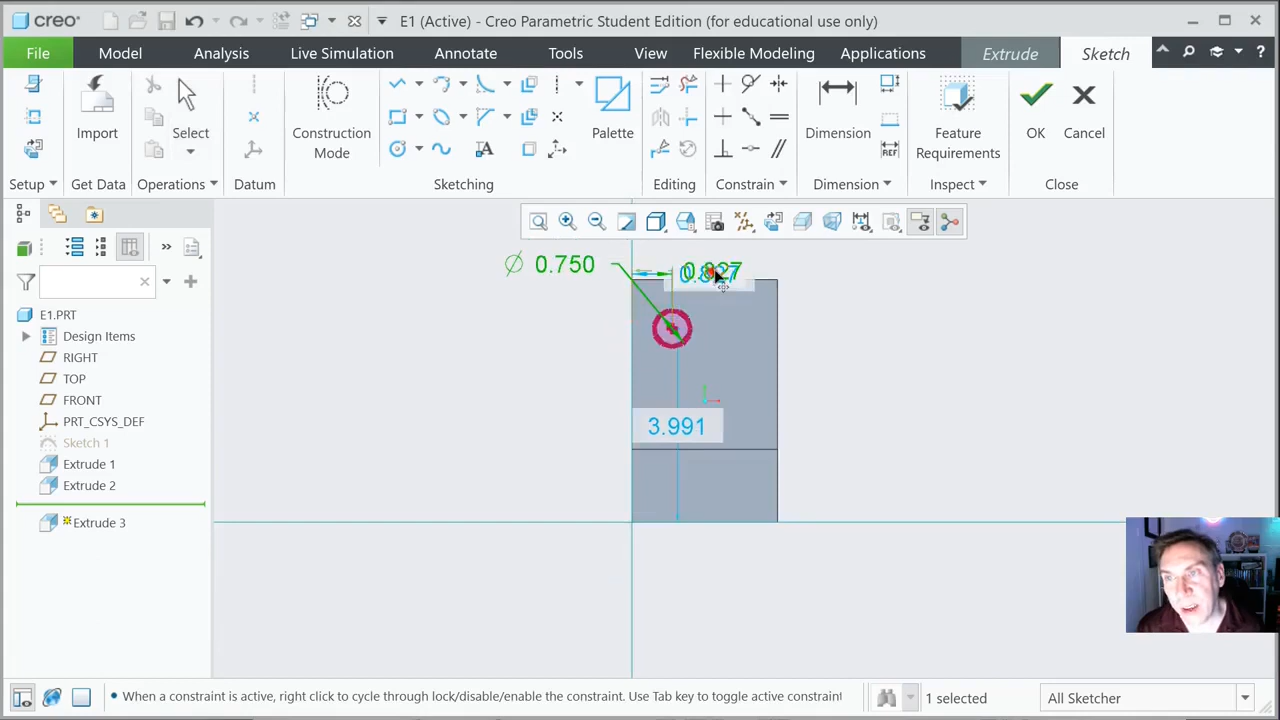 E1 (Active) - Creo Parametric Student Edition (for educational use only)
File Model Analysis Live Simulation Annotate Tools View Flexible Modeling Applications Extrude Sketch
Import
Select
Construction
Mode
Palette
Dimension
Feature
Requirements
OK
Cancel
REF
Setup Get Data Operations Datum Sketching Editing Constrain Dimension Inspect Close
E1.PRT
Design Items
RIGHT
TOP
FRONT
PRT_CSYS_DEF
Sketch 1
Extrude 1
Extrude 2
Extrude 3
Ø 0.750
0.827
3.991
When a constraint is active, right click to cycle through lock/disable/enable the constraint. Use Tab key to toggle active constraint
1 selected
All Sketcher